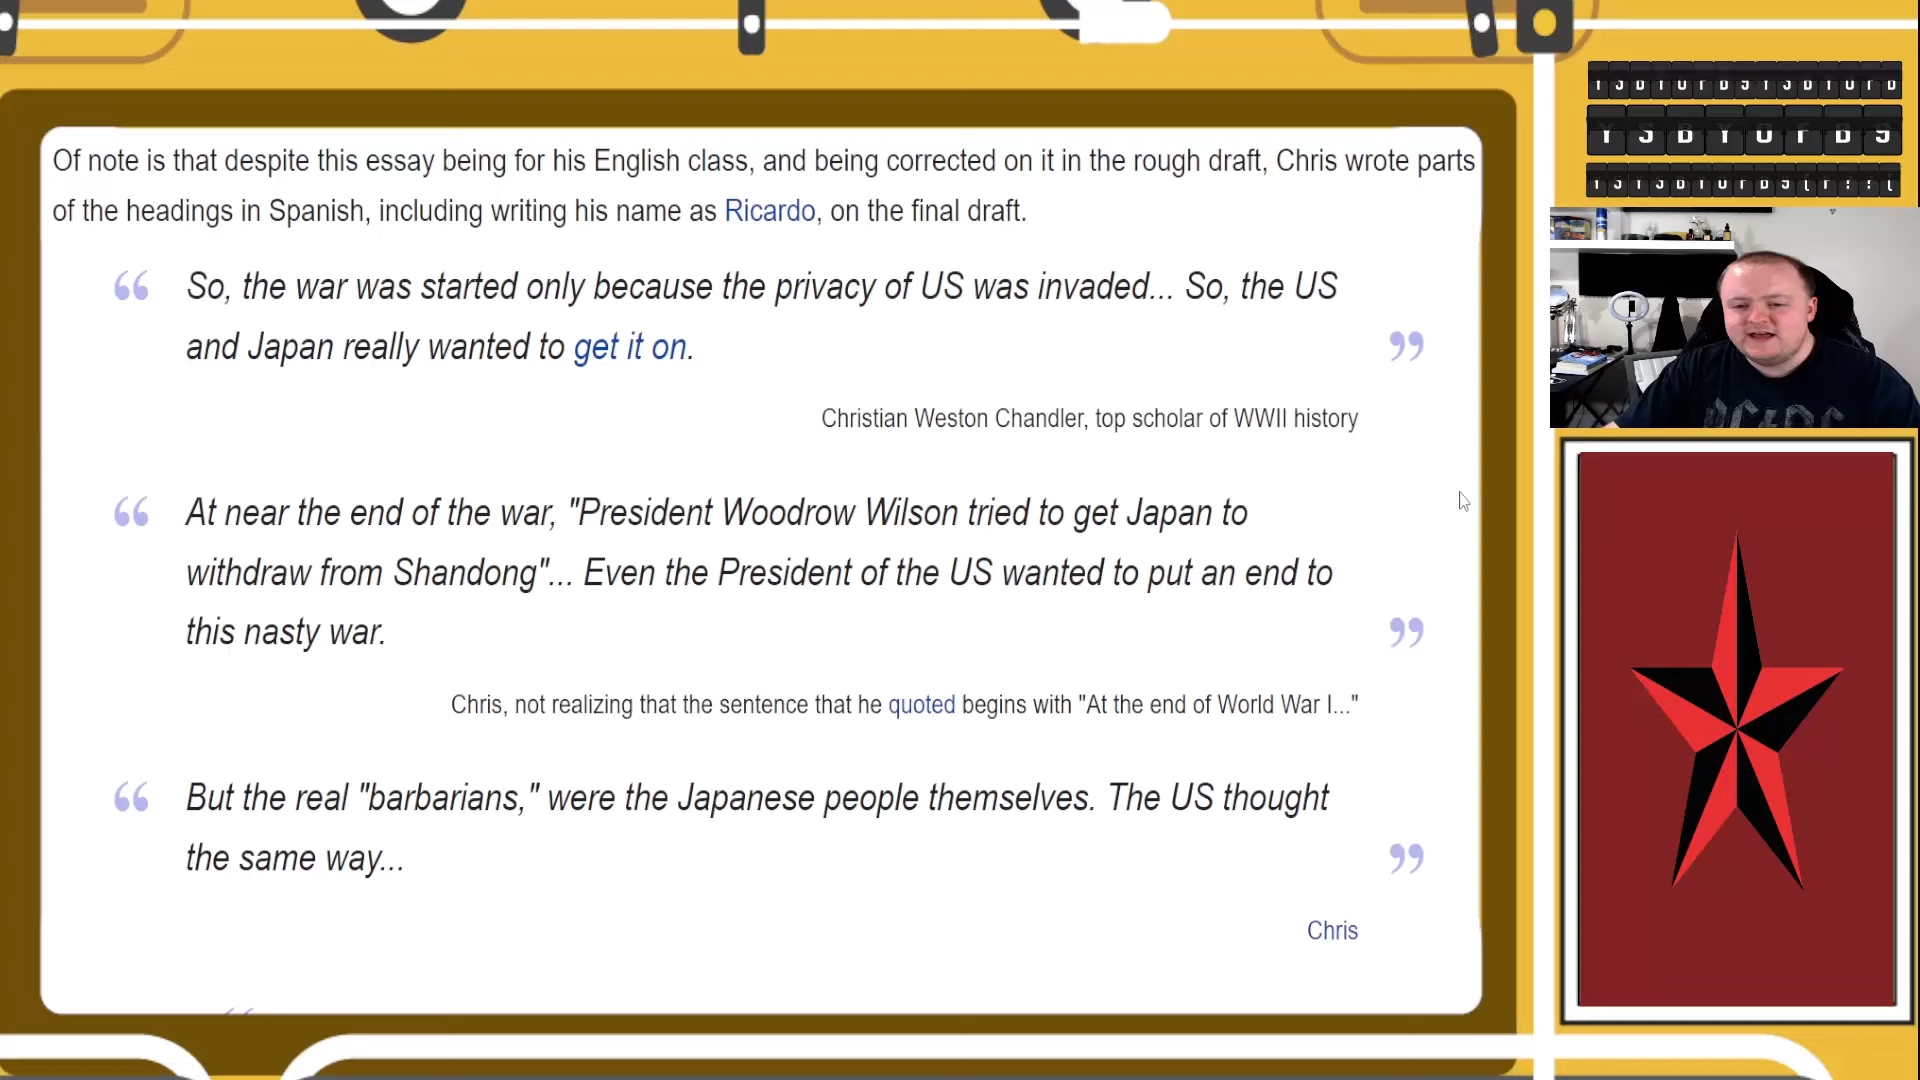 Of note is that despite this essay being for his English class, and being corrected on it in the rough draft, Chris wrote parts
of the headings in Spanish, including writing his name as Ricardo, on the final draft.
“ So, the war was started only because the privacy of US was invaded... So, the US
and Japan really wanted to get it on. ”
Christian Weston Chandler, top scholar of WWII history
“ At near the end of the war, "President Woodrow Wilson tried to get Japan to
withdraw from Shandong"... Even the President of the US wanted to put an end to
this nasty war. ”
Chris, not realizing that the sentence that he quoted begins with "At the end of World War I..."
“ But the real "barbarians," were the Japanese people themselves. The US thought
the same way... ”
Chris